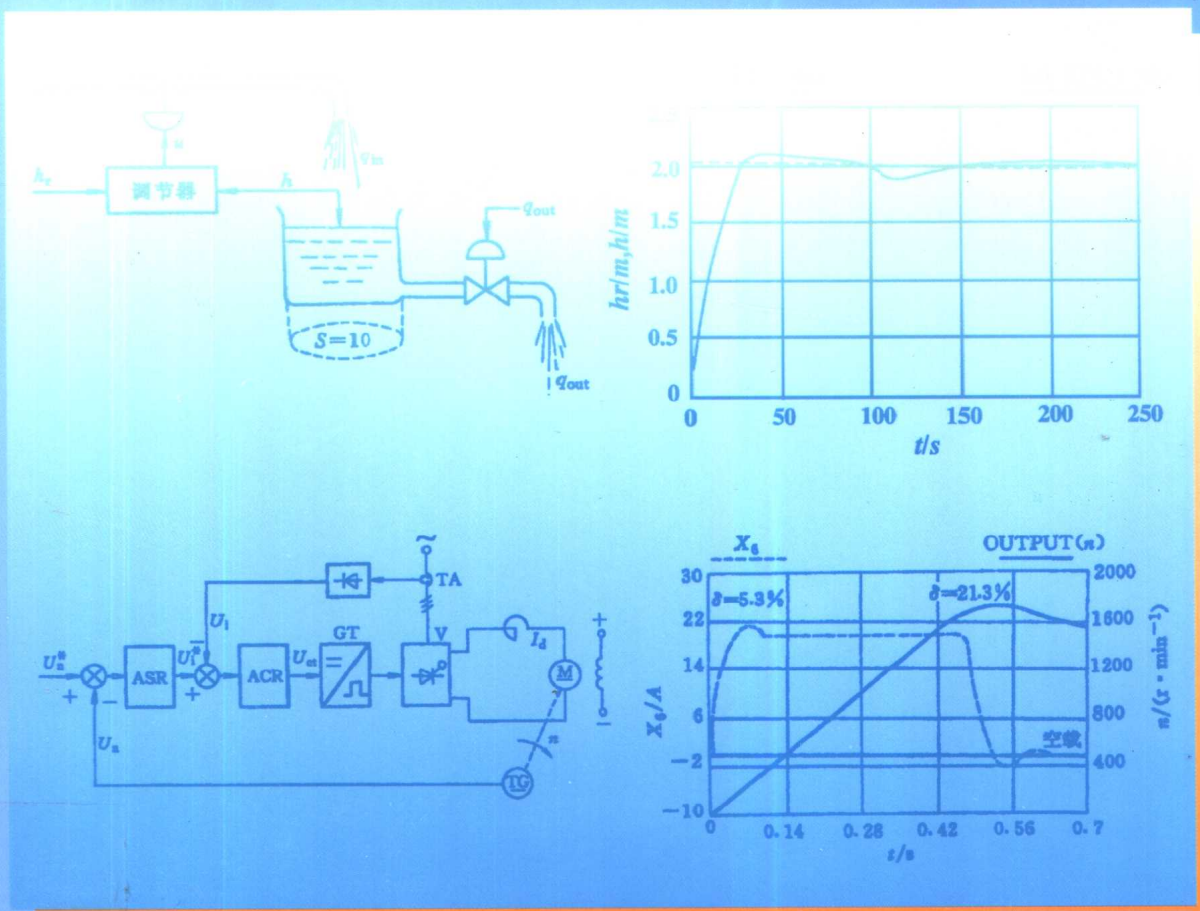 u
q_in
h_r
调节器
h
q_out
S=10
q_out
hr/m,h/m
2.0
1.5
1.0
0.5
0
0 50 100 150 200 250
t/s
~
TA
U_i
GT
V
I_d
+
U_n*
+
−
ASR
U_i*
−
+
ACR
U_ct
M
−
U_n
n
TG
X_6
OUTPUT(n)
30
22
14
6
−2
−10
δ=5.3%
δ=21.3%
空载
2000
1600
1200
800
400
X_6/A
n/(r·min⁻¹)
0 0.14 0.28 0.42 0.56 0.7
t/s